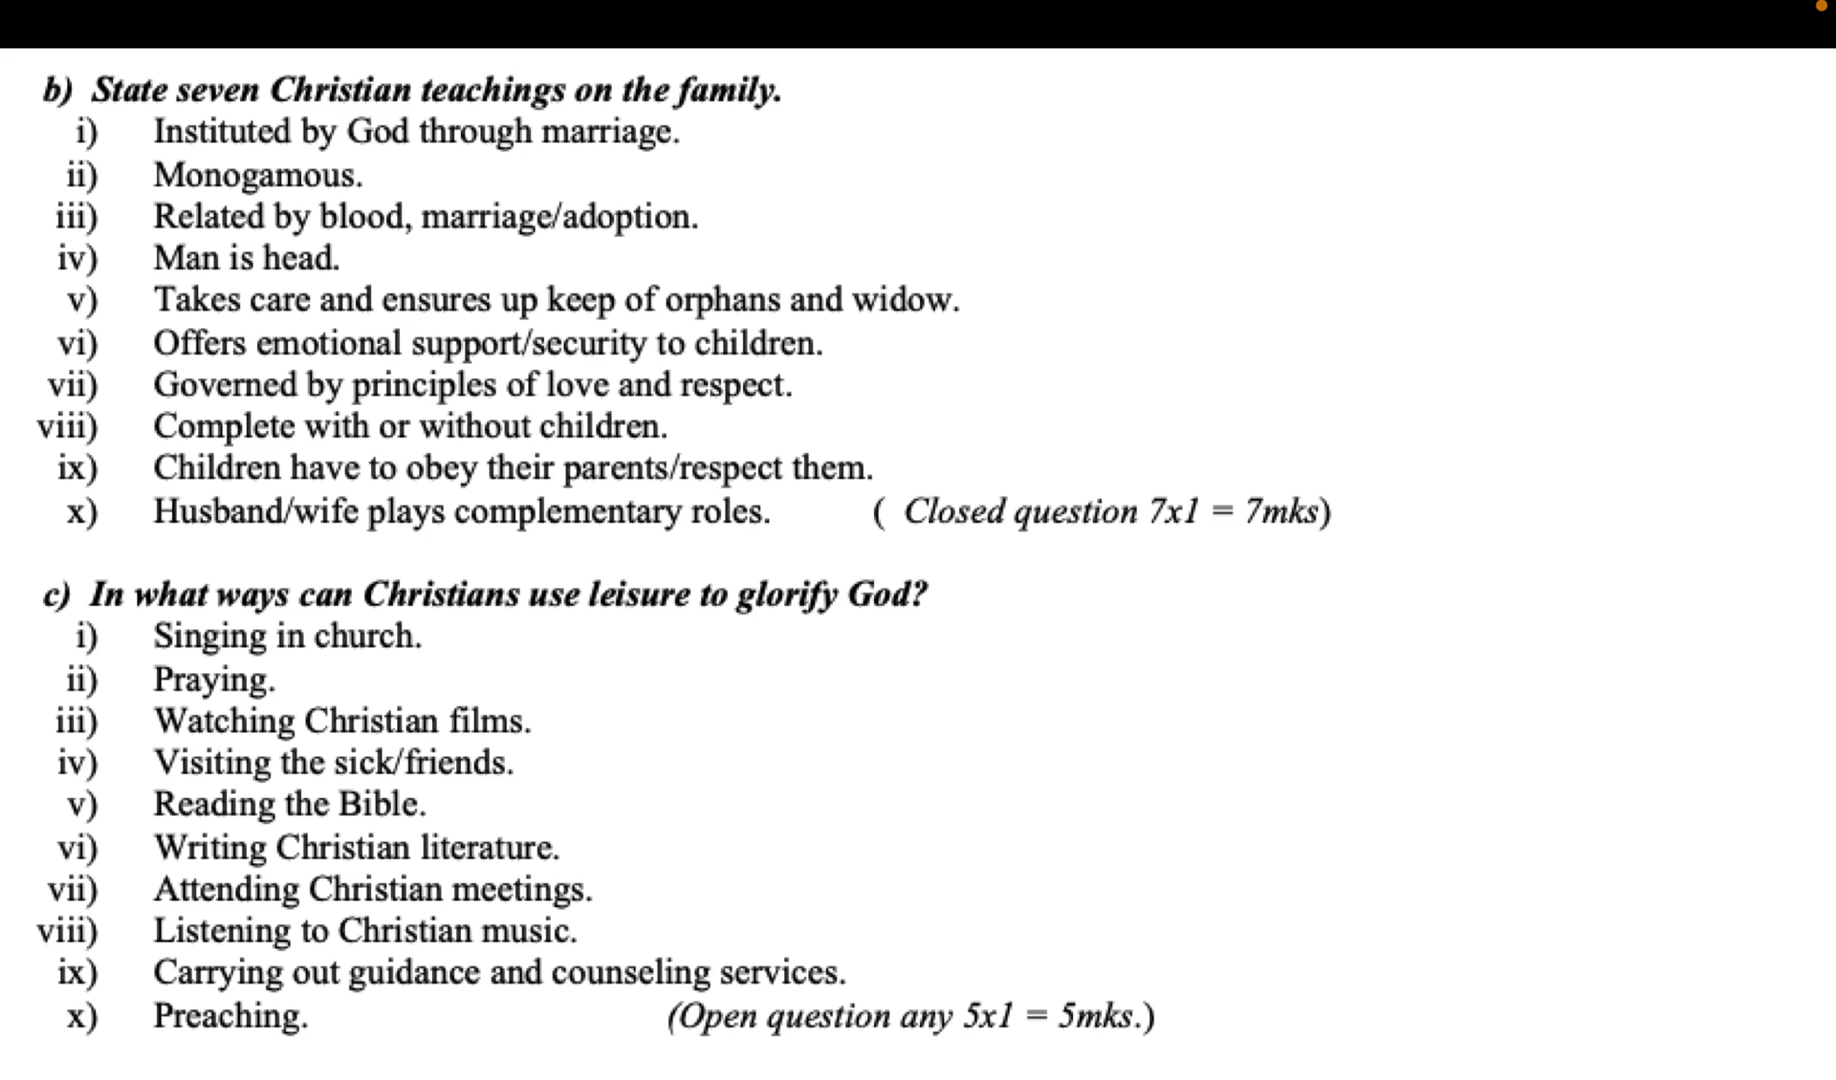 b) State seven Christian teachings on the family.
i) Instituted by God through marriage.
ii) Monogamous.
iii) Related by blood, marriage/adoption.
iv) Man is head.
v) Takes care and ensures up keep of orphans and widow.
vi) Offers emotional support/security to children.
vii) Governed by principles of love and respect.
viii) Complete with or without children.
ix) Children have to obey their parents/respect them.
x) Husband/wife plays complementary roles. ( Closed question 7x1 = 7mks)
c) In what ways can Christians use leisure to glorify God?
i) Singing in church.
ii) Praying.
iii) Watching Christian films.
iv) Visiting the sick/friends.
v) Reading the Bible.
vi) Writing Christian literature.
vii) Attending Christian meetings.
viii) Listening to Christian music.
ix) Carrying out guidance and counseling services.
x) Preaching. (Open question any 5x1 = 5mks.)